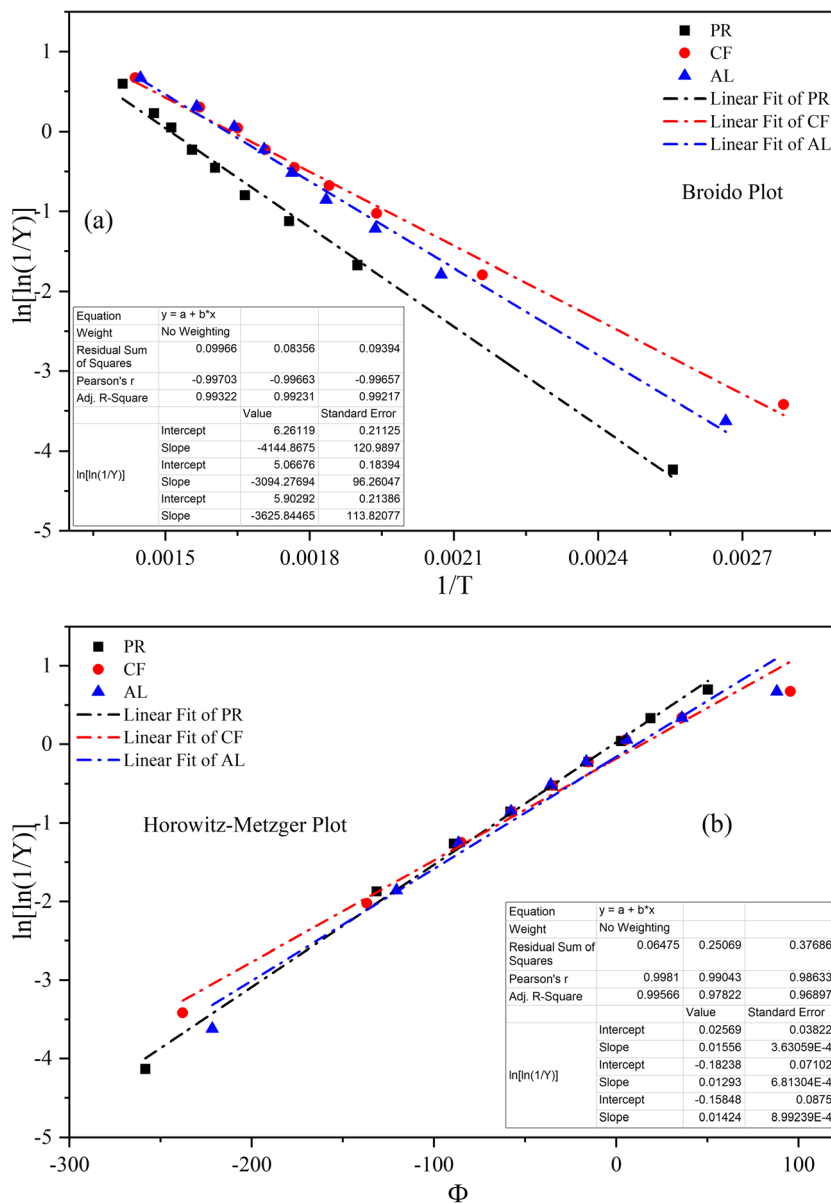 PR
CF
AL
Linear Fit of PR
Linear Fit of CF
Linear Fit of AL
Broido Plot
(a)
ln[ln(1/Y)]
1
0
-1
-2
-3
-4
-5
Equation y = a + b*x
Weight No Weighting
Residual Sum of Squares 0.09966 0.08356 0.09394
Pearson's r -0.99703 -0.99663 -0.99657
Adj. R-Square 0.99322 0.99231 0.99217
Value Standard Error
ln[ln(1/Y)]
Intercept 6.26119 0.21125
Slope -4144.8675 120.9897
Intercept 5.06676 0.18394
Slope -3094.27694 96.26047
Intercept 5.90292 0.21386
Slope -3625.84465 113.82077
0.0015 0.0018 0.0021 0.0024 0.0027
1/T
PR
CF
AL
Linear Fit of PR
Linear Fit of CF
Linear Fit of AL
Horowitz-Metzger Plot
(b)
ln[ln(1/Y)]
1
0
-1
-2
-3
-4
-5
Equation y = a + b*x
Weight No Weighting
Residual Sum of Squares 0.06475 0.25069 0.37686
Pearson's r 0.9981 0.99043 0.98633
Adj. R-Square 0.99566 0.97822 0.96897
Value Standard Error
ln[ln(1/Y)]
Intercept 0.02569 0.03822
Slope 0.01556 3.63059E-4
Intercept -0.18238 0.07102
Slope 0.01293 6.81304E-4
Intercept -0.15848 0.0875
Slope 0.01424 8.99239E-4
-300 -200 -100 0 100
Φ